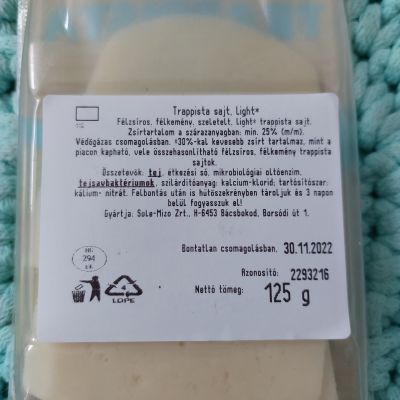 Trappista sajt, Light*
Félzsíros, félkemény, szeletelt, Light* trappista sajt.
Zsírtartalom a szárazanyagban: min. 25% (m/m).
Védőgázas csomagolásban. *30%-kal kevesebb zsírt tartalmaz, mint a
piacon kapható, vele összehasonlítható félzsíros, félkemény trappista
sajtok.
Összetevők: tej, étkezési só, mikrobiológiai oltóenzim,
tejsavbaktériumok, szilárdítóanyag: kalcium-klorid; tartósítószer:
kálium- nitrát. Felbontás után is hűtőszekrényben tároljuk és 3 napon
belül fogyasszuk el!
Gyártja: Sole-Mizo Zrt., H-6453 Bácsbokod, Borsódi út 1.
Bontatlan csomagolásban, 30.11.2022
HU
294
EK
Azonosító: 2293216
4
LDPE
Nettó tömeg: 125 g